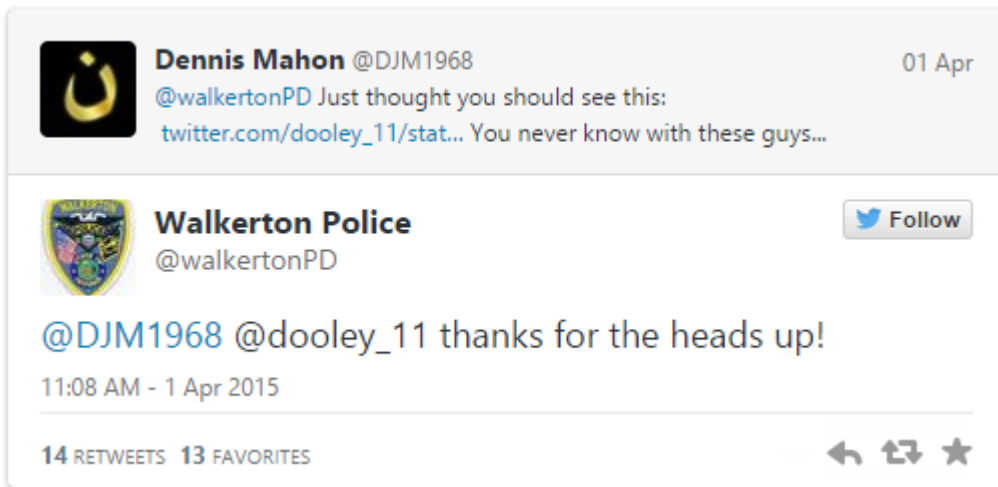 ن
Dennis Mahon @DJM1968 01 Apr
@walkertonPD Just thought you should see this:
twitter.com/dooley_11/stat... You never know with these guys...
Walkerton Police Follow
@walkertonPD
@DJM1968 @dooley_11 thanks for the heads up!
11:08 AM - 1 Apr 2015
14 RETWEETS 13 FAVORITES